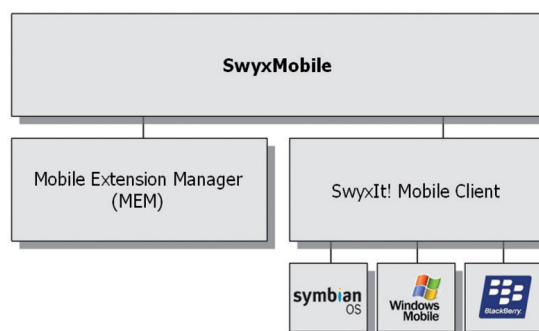 SwyxMobile
Mobile Extension Manager
(MEM)
SwyxIt! Mobile Client
symbian
OS
Windows
Mobile
BlackBerry